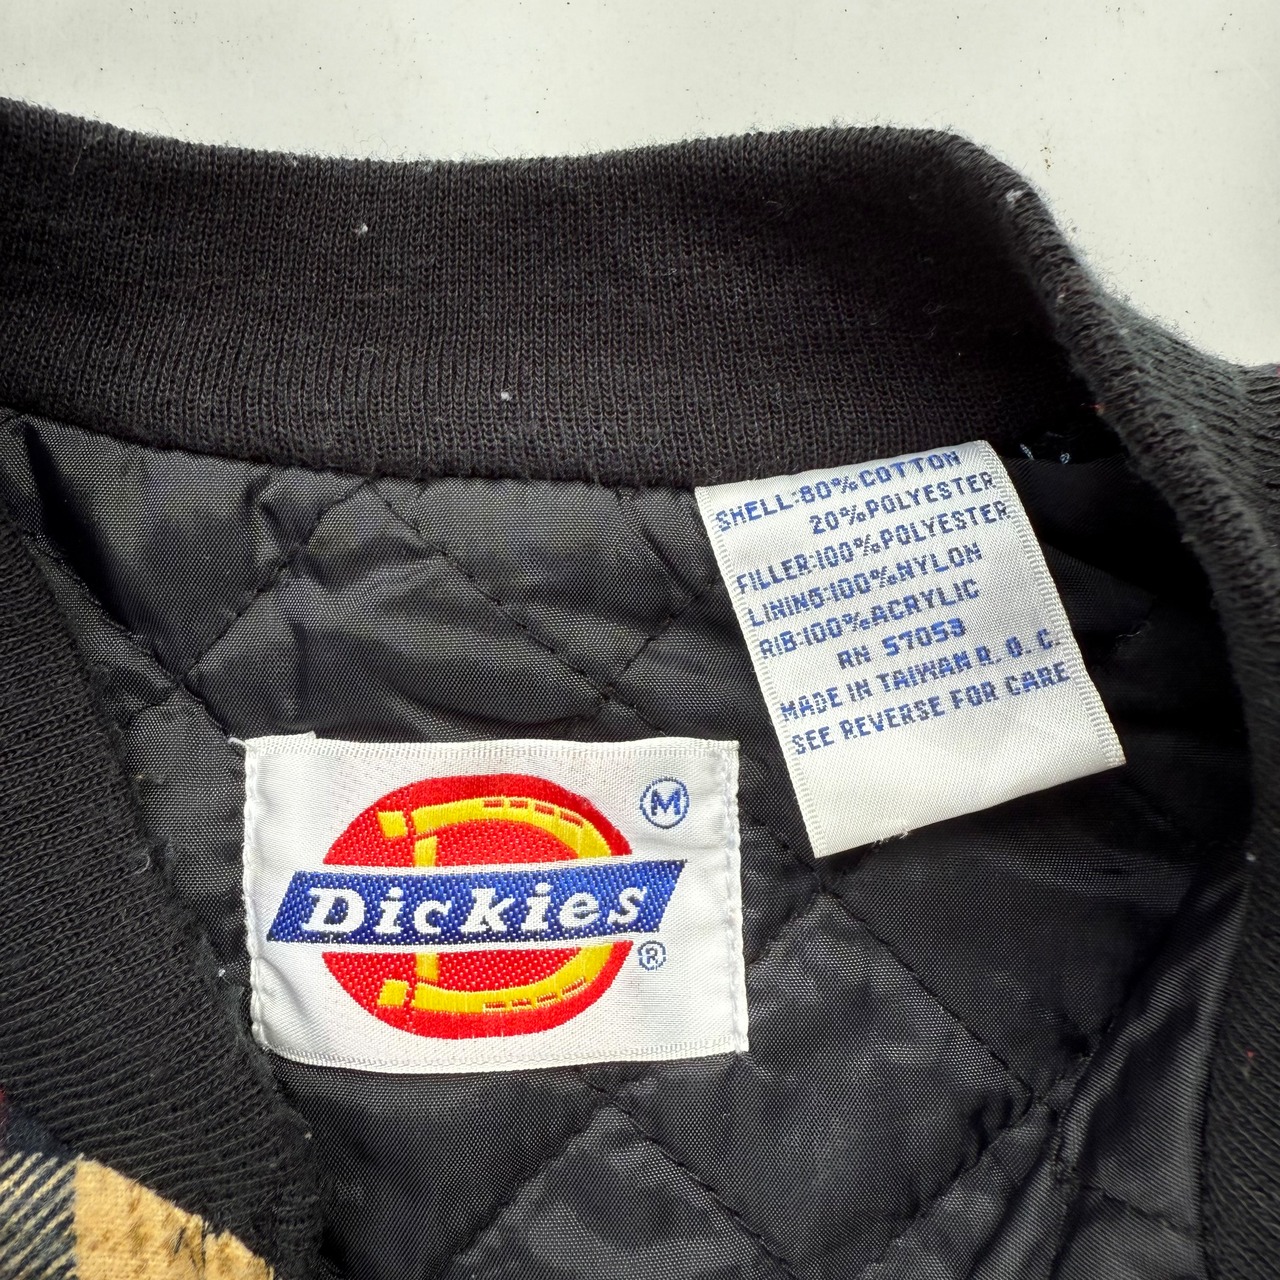 SHELL:80%COTTON
20%POLYESTER
FILLER:100%POLYESTER
LINING:100%NYLON
RIB:100%ACRYLIC
RN 57053
MADE IN TAIWAN R.O.C.
SEE REVERSE FOR CARE
M
Dickies
®